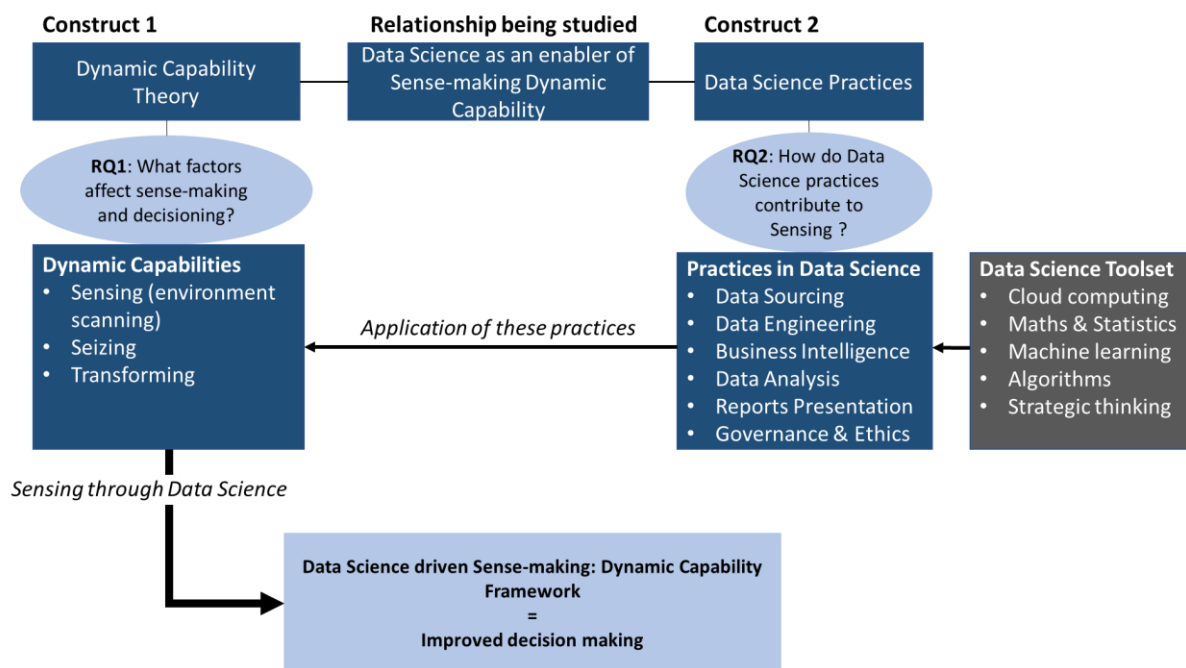 Construct 1
Relationship being studied
Construct 2
Dynamic Capability
Theory
Data Science as an enabler of
Sense-making Dynamic
Capability
Data Science Practices
RQ1: What factors
affect sense-making
and decisioning?
RQ2: How do Data
Science practices
contribute to
Sensing ?
Dynamic Capabilities
• Sensing (environment
scanning)
• Seizing
• Transforming
Application of these practices
Practices in Data Science
• Data Sourcing
• Data Engineering
• Business Intelligence
• Data Analysis
• Reports Presentation
• Governance & Ethics
Data Science Toolset
• Cloud computing
• Maths & Statistics
• Machine learning
• Algorithms
• Strategic thinking
Sensing through Data Science
Data Science driven Sense-making: Dynamic Capability
Framework
=
Improved decision making